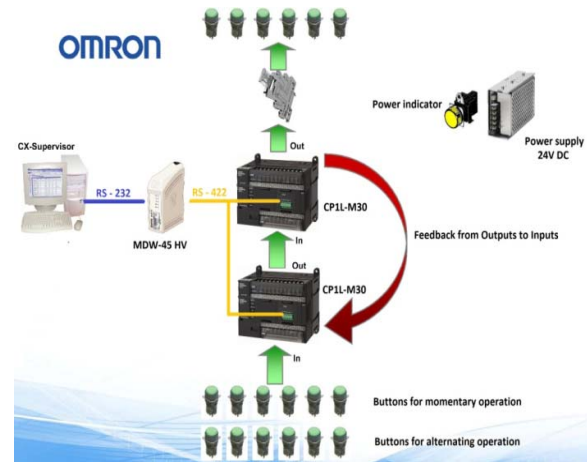 OMRON
Power indicator
Power supply
24V DC
Out
CX-Supervisor
RS - 232
RS - 422
MDW-45 HV
CP1L-M30
In
Feedback from Outputs to Inputs
Out
CP1L-M30
In
Buttons for momentary operation
Buttons for alternating operation